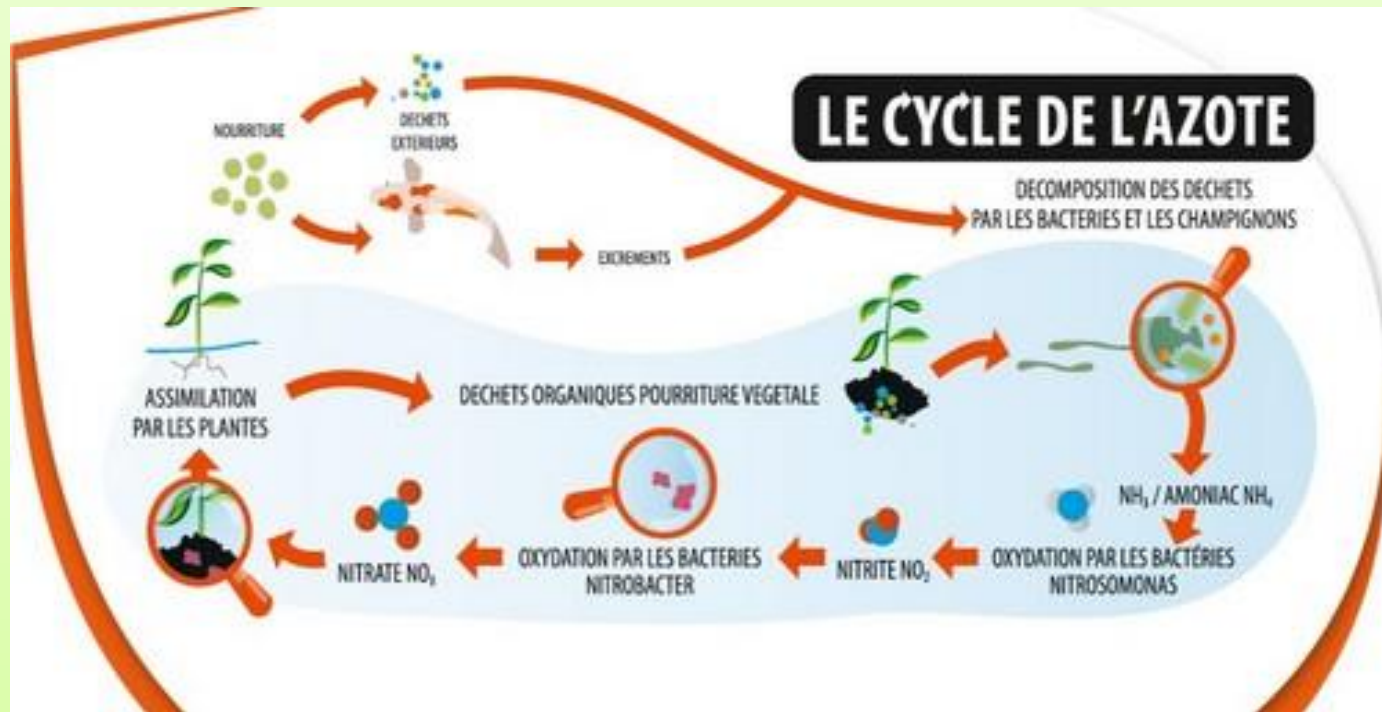 LE CYCLE DE L'AZOTE
NOURRITURE
DECHETS
EXTERIEURS
EXCREMENTS
DECOMPOSITION DES DECHETS
PAR LES BACTERIES ET LES CHAMPIGNONS
ASSIMILATION
PAR LES PLANTES
DECHETS ORGANIQUES POURRITURE VEGETALE
NH₃ / AMONIAC NH₄
OXYDATION PAR LES BACTÉRIES
NITROSOMONAS
NITRITE NO₂
OXYDATION PAR LES BACTERIES
NITROBACTER
NITRATE NO₃